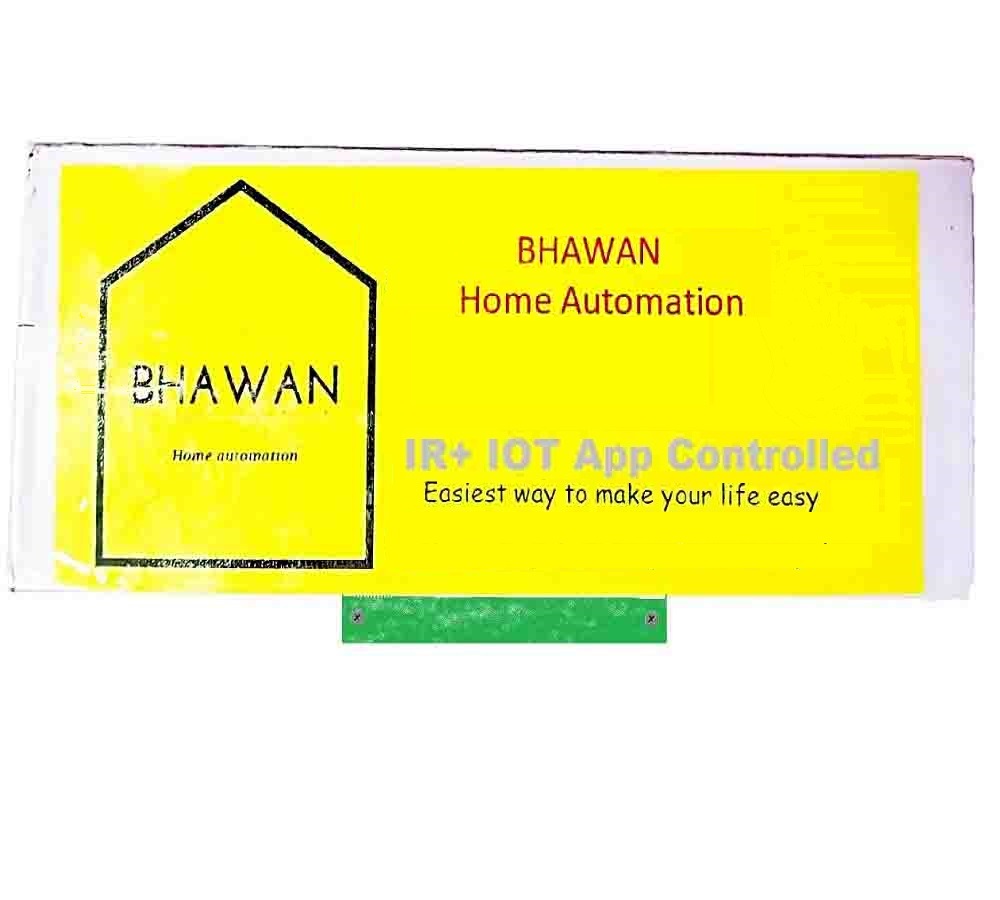 BHAWAN
Home automation
BHAWAN
Home Automation
IR+ IOT App Controlled
Easiest way to make your life easy